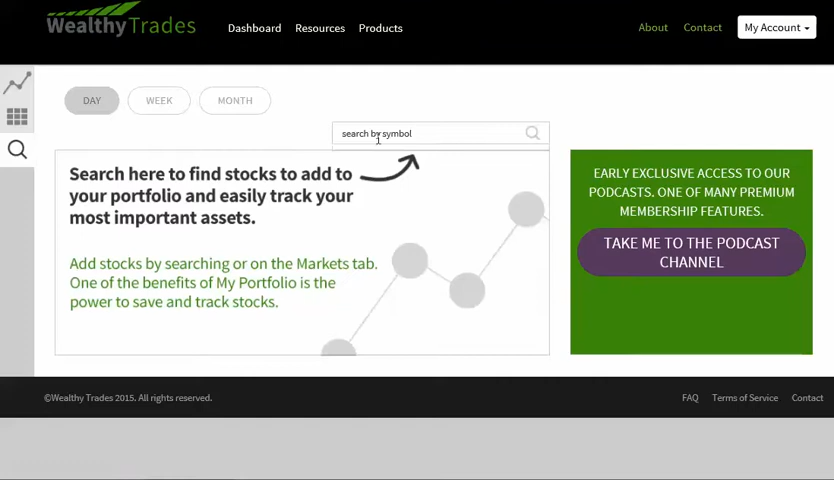 WealthyTrades
Dashboard Resources Products
About Contact My Account
DAY WEEK MONTH
search by symbol
Search here to find stocks to add to
your portfolio and easily track your
most important assets.
Add stocks by searching or on the Markets tab.
One of the benefits of My Portfolio is the
power to save and track stocks.
EARLY EXCLUSIVE ACCESS TO OUR
PODCASTS. ONE OF MANY PREMIUM
MEMBERSHIP FEATURES.
TAKE ME TO THE PODCAST
CHANNEL
©Wealthy Trades 2015. All rights reserved.
FAQ Terms of Service Contact